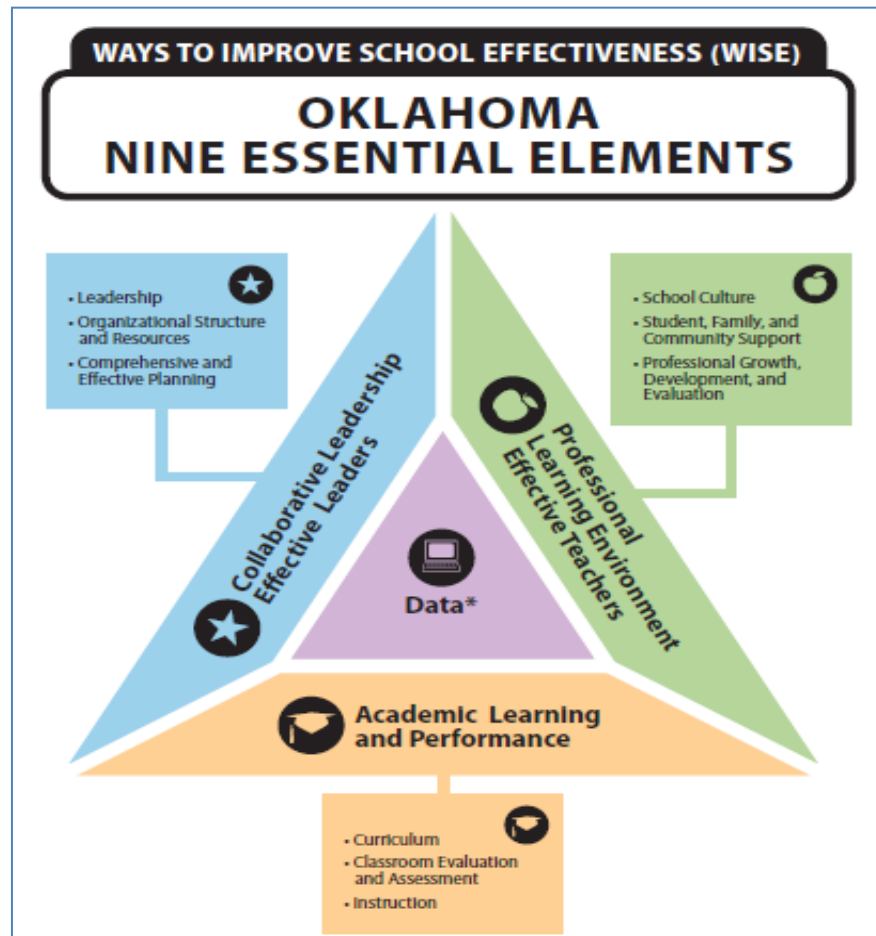 WAYS TO IMPROVE SCHOOL EFFECTIVENESS (WISE)
OKLAHOMA
NINE ESSENTIAL ELEMENTS
• Leadership
• Organizational Structure
and Resources
• Comprehensive and
Effective Planning
• School Culture
• Student, Family, and
Community Support
• Professional Growth,
Development, and
Evaluation
Collaborative Leadership
Effective Leaders
Professional
Learning Environment
Effective Teachers
Data*
Academic Learning
and Performance
• Curriculum
• Classroom Evaluation
and Assessment
• Instruction